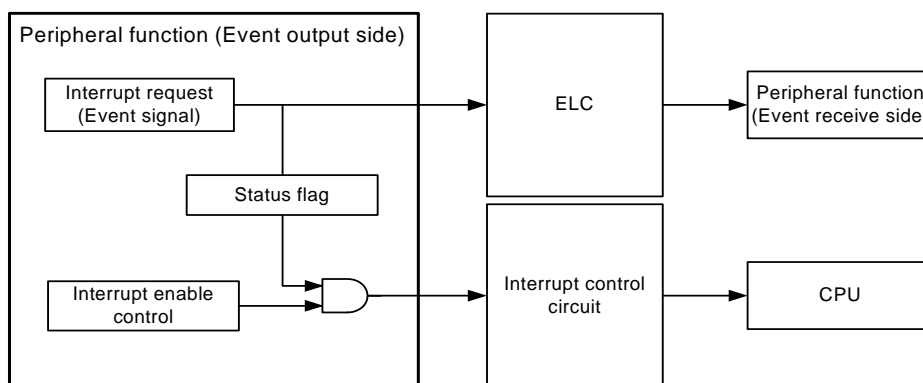 Peripheral function (Event output side)
Interrupt request
(Event signal)
ELC
Peripheral function
(Event receive side
Status flag
Interrupt enable
control
Interrupt control
circuit
CPU